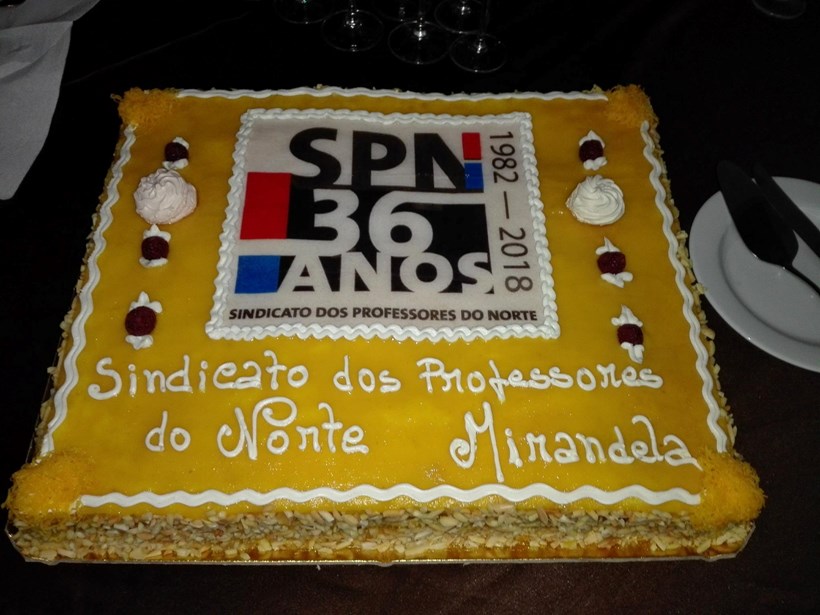 SPN
36
ANOS
1982 — 2018
SINDICATO DOS PROFESSORES DO NORTE
Sindicato dos Professores
do Norte Mirandela